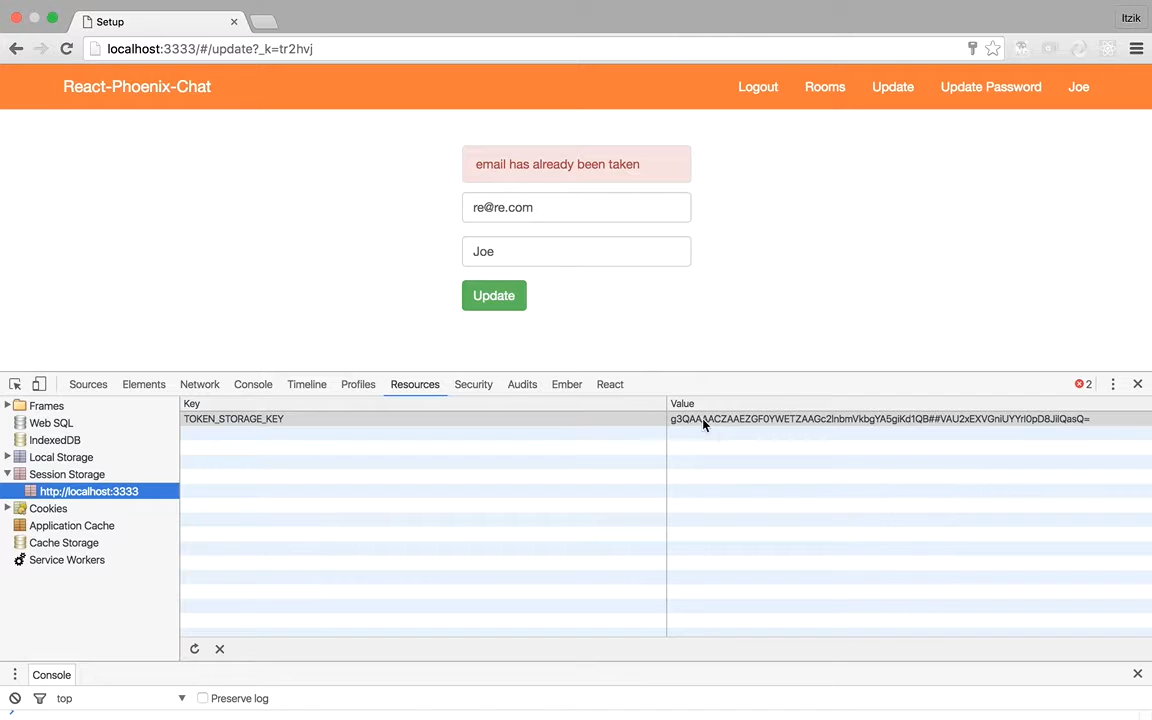 Setup
Itzik
localhost:3333/#/update?_k=tr2hvj
React-Phoenix-Chat Logout Rooms Update Update Password Joe
email has already been taken
re@re.com
Joe
Update
Sources Elements Network Console Timeline Profiles Resources Security Audits Ember React 2
Frames
Web SQL
IndexedDB
Local Storage
Session Storage
http://localhost:3333
Cookies
Application Cache
Cache Storage
Service Workers
Key Value
TOKEN_STORAGE_KEY
Console
top Preserve log